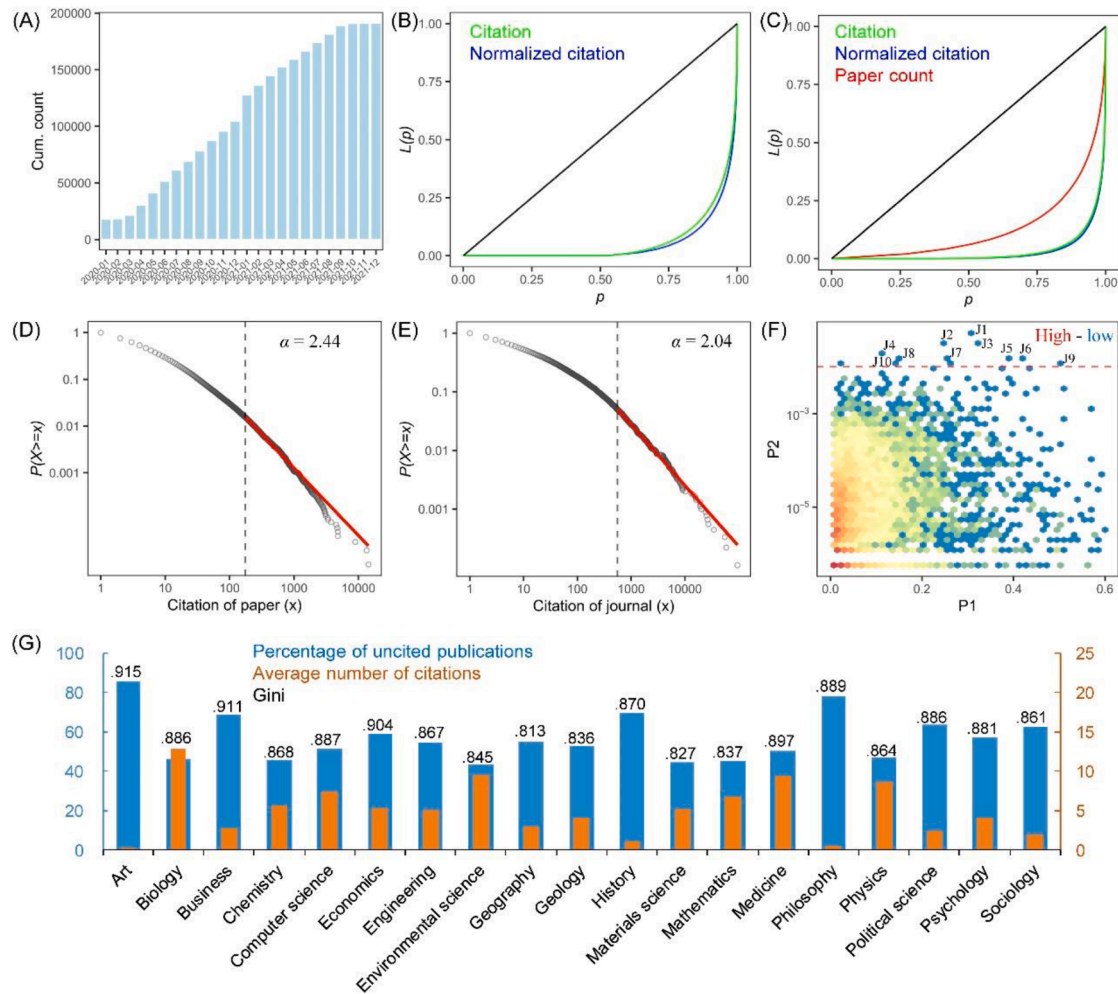 (A)
Cum. count
200000
150000
100000
50000
0
2020-01
2020-02
2020-03
2020-04
2020-05
2020-06
2020-07
2020-08
2020-09
2020-10
2020-11
2020-12
2021-01
2021-02
2021-03
2021-04
2021-05
2021-06
2021-07
2021-08
2021-09
2021-10
2021-11
2021-12
(B)
Citation
Normalized citation
L(p)
1.00
0.75
0.50
0.25
0.00
0.00 0.25 0.50 0.75 1.00
p
(C)
Citation
Normalized citation
Paper count
L(p)
1.00
0.75
0.50
0.25
0.00
0.00 0.25 0.50 0.75 1.00
p
(D)
α = 2.44
P(X>=x)
1
0.1
0.01
0.001
1 10 100 1000 10000
Citation of paper (x)
(E)
α = 2.04
P(X>=x)
1
0.1
0.01
0.001
1 10 100 1000 10000
Citation of journal (x)
(F)
High - low
J1
J2
J3
J4
J5
J6
J7
J8
J9
J10
P2
10⁻³
10⁻⁵
0.0 0.2 0.4 0.6
P1
(G)
Percentage of uncited publications
Average number of citations
Gini
100
80
60
40
20
0
25
20
15
10
5
0
.915 .886 .911 .868 .887 .904 .867 .845 .813 .836 .870 .827 .837 .897 .889 .864 .886 .881 .861
Art
Biology
Business
Chemistry
Computer science
Economics
Enginering
Environmental science
Geography
Geology
History
Materials science
Mathematics
Medicine
Philosophy
Physics
Political science
Psychology
Sociology